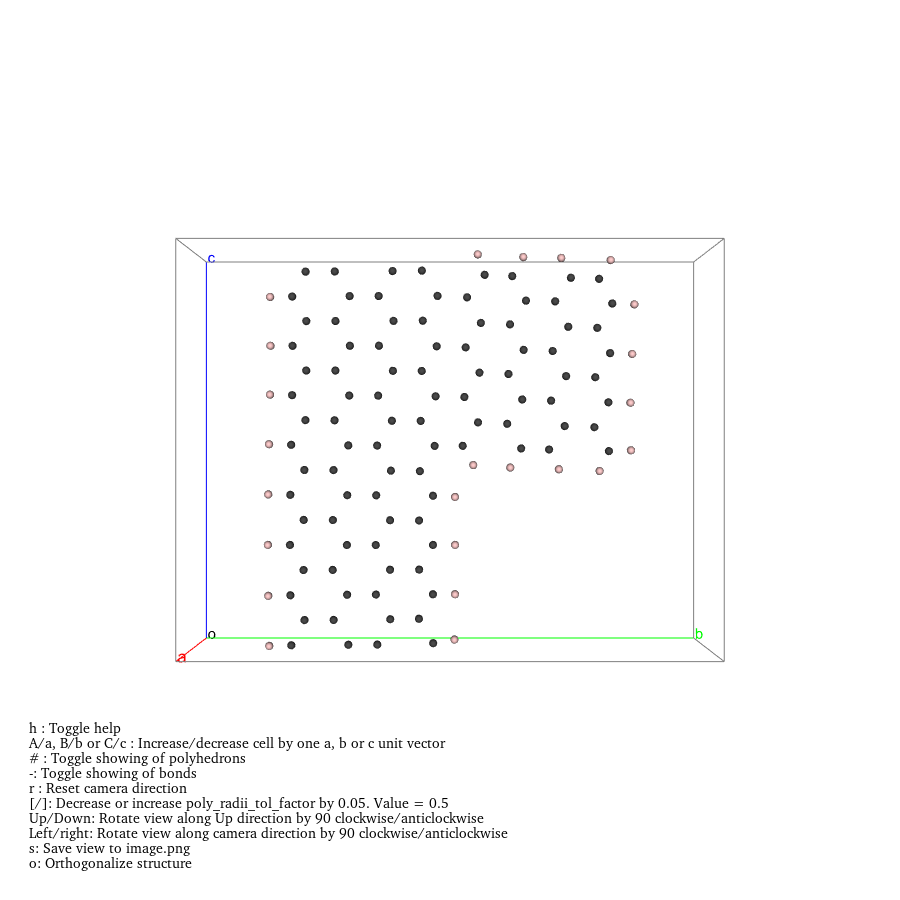 c
o
b
a
h : Toggle help
A/a, B/b or C/c : Increase/decrease cell by one a, b or c unit vector
# : Toggle showing of polyhedrons
-: Toggle showing of bonds
r : Reset camera direction
[/]: Decrease or increase poly_radii_tol_factor by 0.05. Value = 0.5
Up/Down: Rotate view along Up direction by 90 clockwise/anticlockwise
Left/right: Rotate view along camera direction by 90 clockwise/anticlockwise
s: Save view to image.png
o: Orthogonalize structure